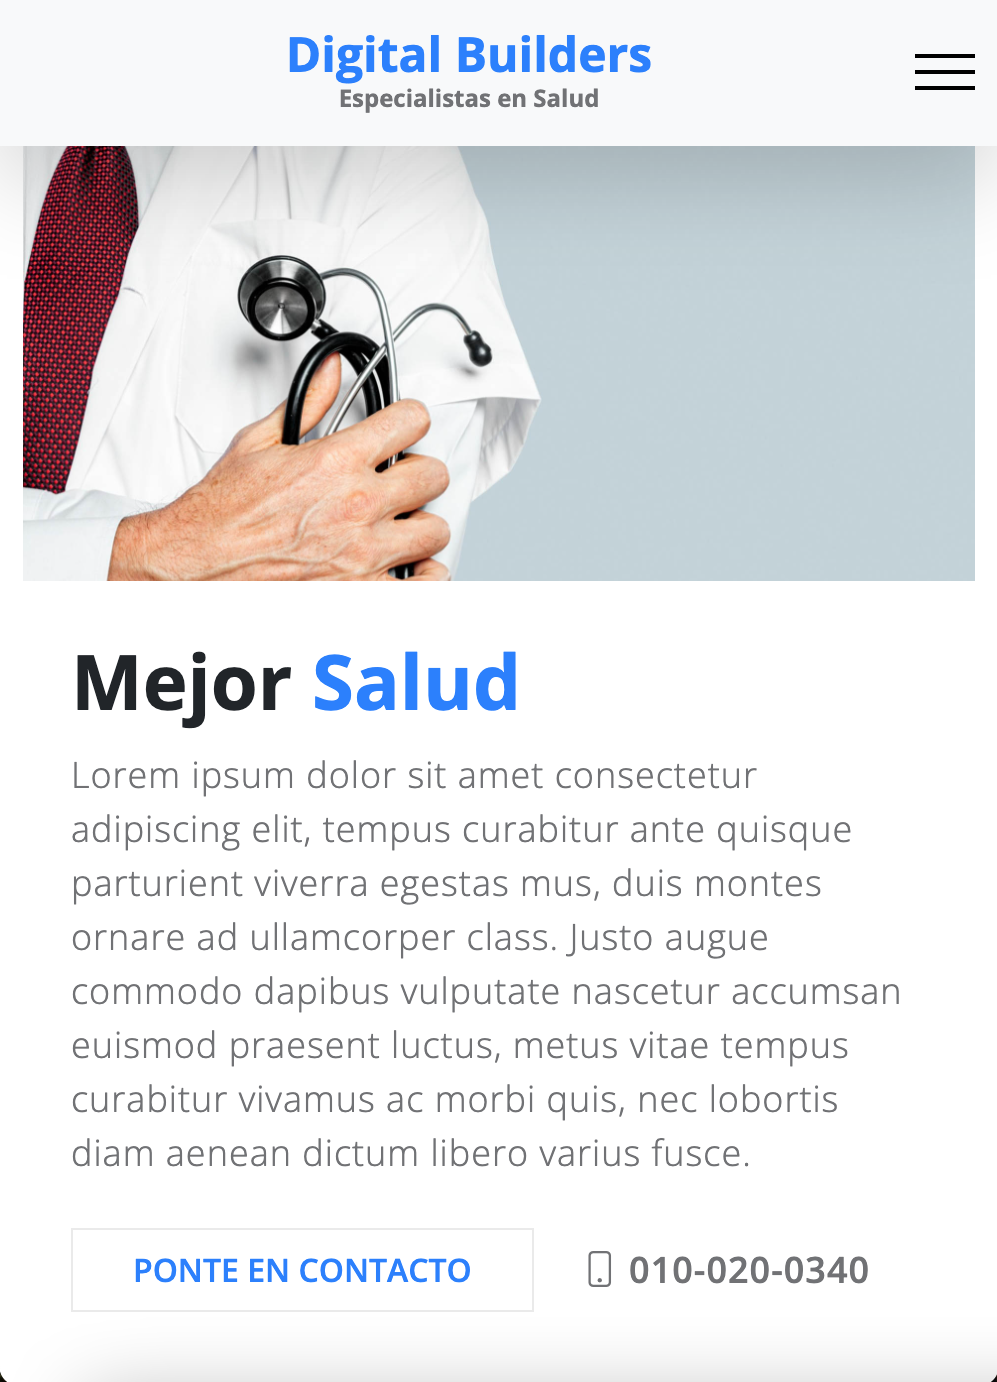 Digital Builders
Especialistas en Salud
Mejor Salud
Lorem ipsum dolor sit amet consectetur
adipiscing elit, tempus curabitur ante quisque
parturient viverra egestas mus, duis montes
ornare ad ullamcorper class. Justo augue
commodo dapibus vulputate nascetur accumsan
euismod praesent luctus, metus vitae tempus
curabitur vivamus ac morbi quis, nec lobortis
diam aenean dictum libero varius fusce.
PONTE EN CONTACTO
010-020-0340